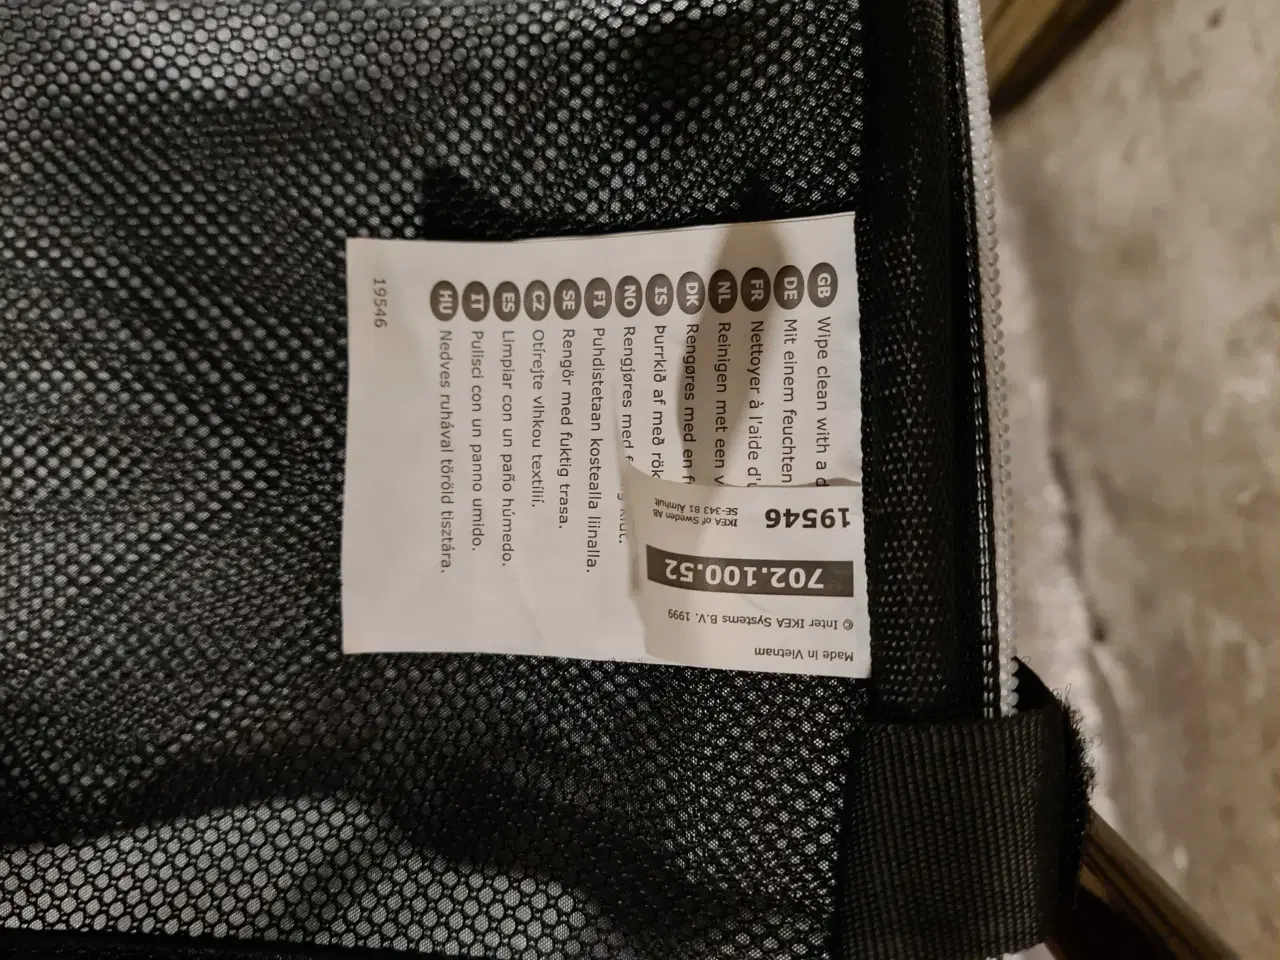 GB Wipe clean with a
DE Mit einem feuchten
FR Nettoyer à l'aide
NL Reinigen met een
DK Rengøres med en
IS Þurrkið af með
NO Rengjøres med
FI Puhdistetaan kostealla liinalla.
SE Rengör med fuktig trasa.
CZ Otírejte vlhkou textílií.
ES Limpiar con un paño húmedo.
IT Pulisci con un panno umido.
HU Nedves ruhával töröld tisztára.
19546
Made in Vietnam
© Inter IKEA Systems B.V. 1999
702.100.52
19546
IKEA of Sweden AB
SE-343 81 Älmhult